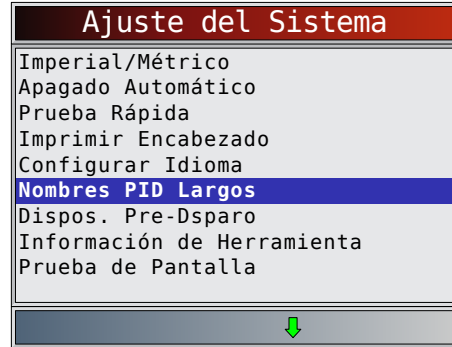 Ajuste del Sistema
Imperial/Métrico
Apagado Automático
Prueba Rápida
Imprimir Encabezado
Configurar Idioma
Nombres PID Largos
Dispos. Pre-Dsparo
Información de Herramienta
Prueba de Pantalla